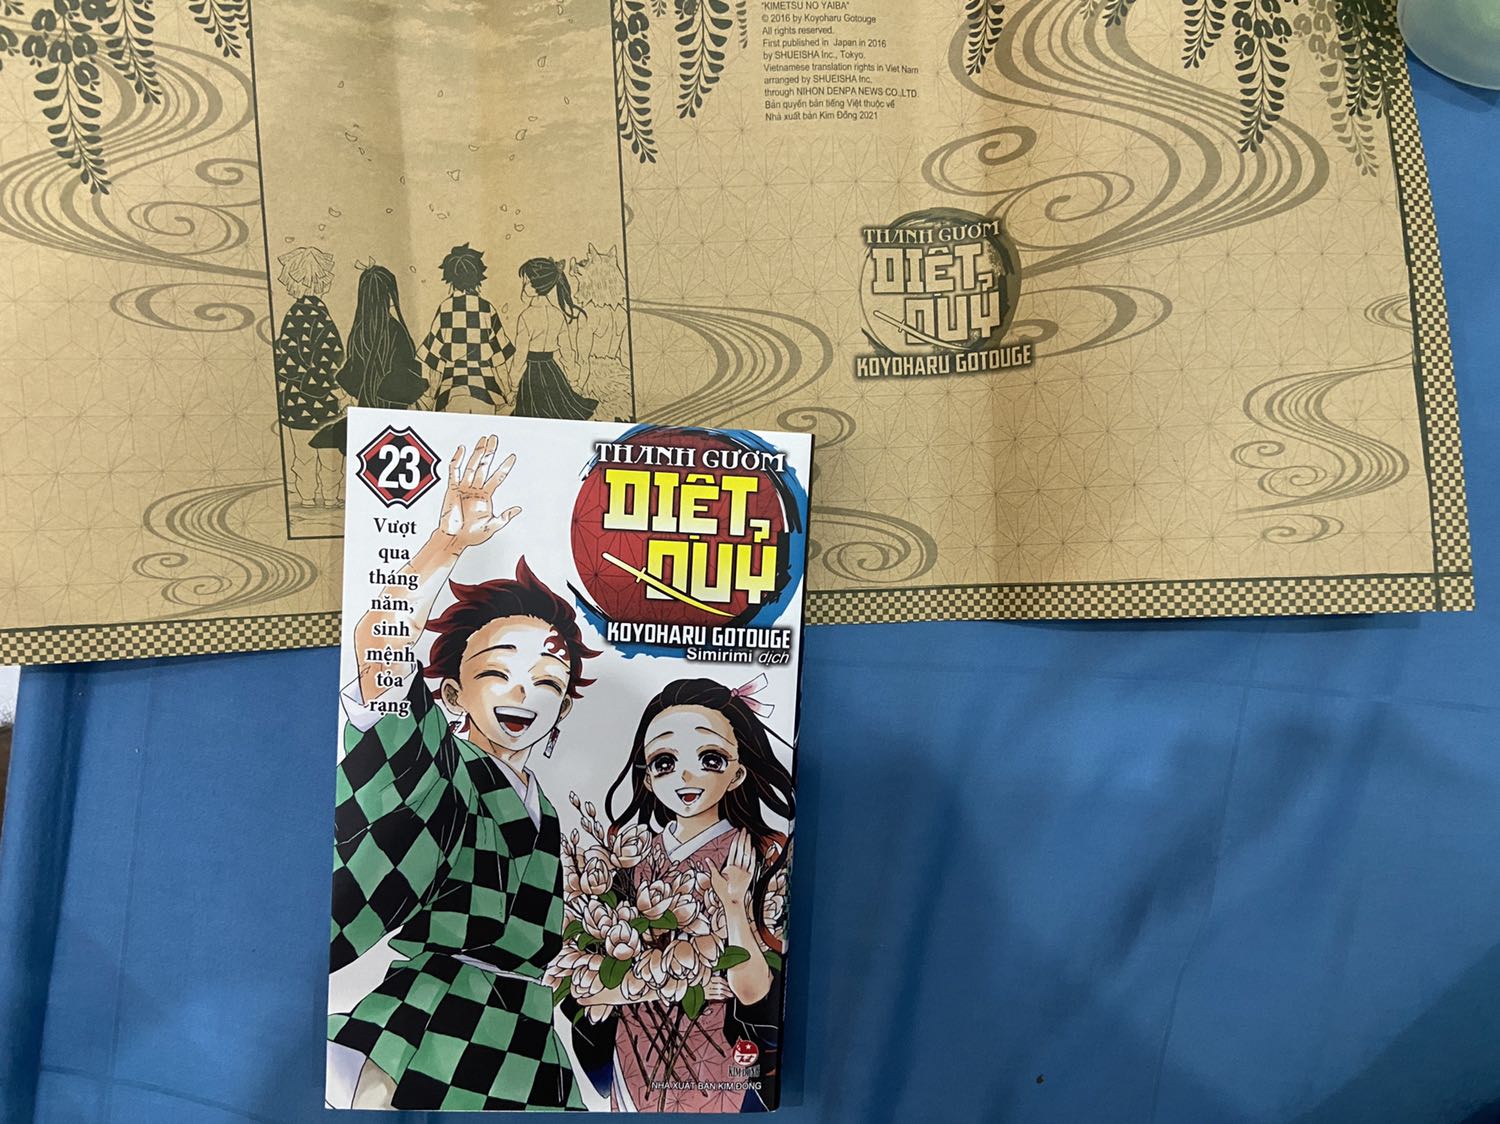 "KIMETSU NO YAIBA"
© 2016 by Koyoharu Gotouge
All rights reserved.
First published in Japan in 2016
by SHUEISHA Inc., Tokyo.
Vietnamese translation rights in Viet Nam
arranged by SHUEISHA Inc.
through NIHON DENPA NEWS CO.,LTD.
Bản quyền bản tiếng Việt thuộc về
Nhà xuất bản Kim Đồng 2021
THANH GƯƠM
DIỆT
QUỶ
KOYOHARU GOTOUGE
23
Vượt
qua
tháng
năm,
sinh
mệnh
tỏa
rạng
THANH GƯƠM
DIỆT
QUỶ
KOYOHARU GOTOUGE
Simirimi dịch
KIM ĐỒNG
NHÀ XUẤT BẢN KIM ĐỒNG